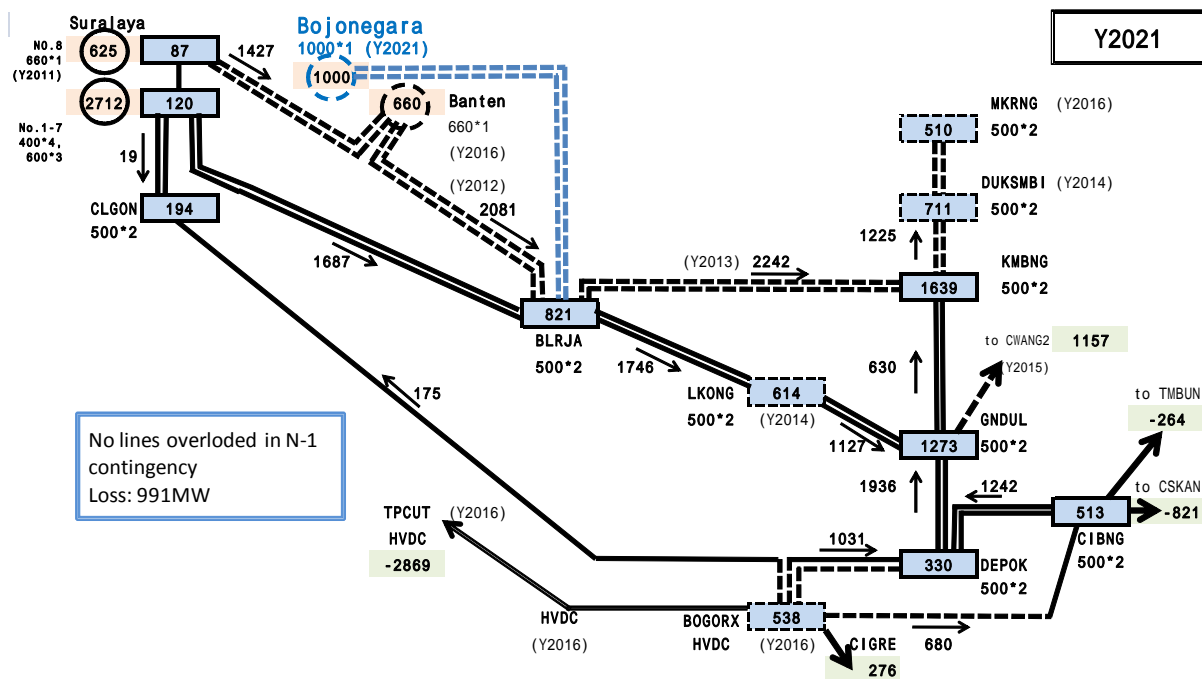 Y2021
Suralaya
NO.8
660*1
(Y2011)
625
87
1427
Bojonegara
1000*1 (Y2021)
1000
2712
120
No.1-7
400*4,
600*3
19
660
Banten
660*1
(Y2016)
(Y2012)
2081
MKRNG (Y2016)
510
500*2
DUKSMBI (Y2014)
711
500*2
1225
CLGON
194
500*2
1687
(Y2013)
2242
KMBNG
1639
500*2
821
BLRJA
500*2
1746
to CWANG2 1157
(Y2015)
630
175
LKONG
614
500*2
(Y2014)
1127
GNDUL
1273
500*2
to TMBUN
-264
No lines overloded in N-1
contingency
Loss: 991MW
1936
1242
to CSKAN
-821
513
CIBNG
500*2
TPCUT (Y2016)
HVDC
-2869
1031
330
DEPOK
500*2
HVDC
(Y2016)
BOGORX
538
HVDC
(Y2016)
CIGRE
276
680